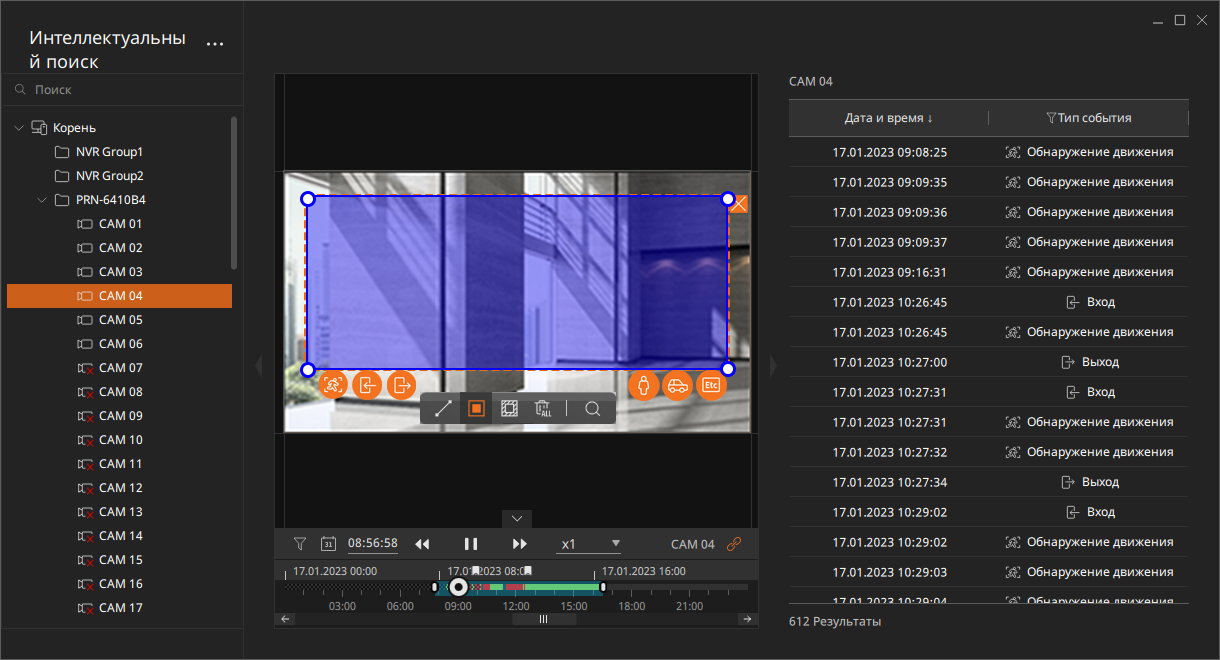 Интеллектуальны
й поиск
...
Поиск
Корень
NVR Group1
NVR Group2
PRN-6410B4
CAM 01
CAM 02
CAM 03
CAM 04
CAM 05
CAM 06
CAM 07
CAM 08
CAM 09
CAM 10
CAM 11
CAM 12
CAM 13
CAM 14
CAM 15
CAM 16
CAM 17
Etc
ALL
31 08:56:58 x1 CAM 04
17.01.2023 00:00 17.01.2023 08:00 17.01.2023 16:00
03:00 06:00 09:00 12:00 15:00 18:00 21:00
CAM 04
Дата и время ↓ Тип события
17.01.2023 09:08:25 Обнаружение движения
17.01.2023 09:09:35 Обнаружение движения
17.01.2023 09:09:36 Обнаружение движения
17.01.2023 09:09:37 Обнаружение движения
17.01.2023 09:16:31 Обнаружение движения
17.01.2023 10:26:45 Вход
17.01.2023 10:26:45 Обнаружение движения
17.01.2023 10:27:00 Выход
17.01.2023 10:27:31 Вход
17.01.2023 10:27:31 Обнаружение движения
17.01.2023 10:27:32 Обнаружение движения
17.01.2023 10:27:34 Выход
17.01.2023 10:29:02 Вход
17.01.2023 10:29:02 Обнаружение движения
17.01.2023 10:29:03 Обнаружение движения
17.01.2023 10:29:04 Обнаружение движения
612 Результаты